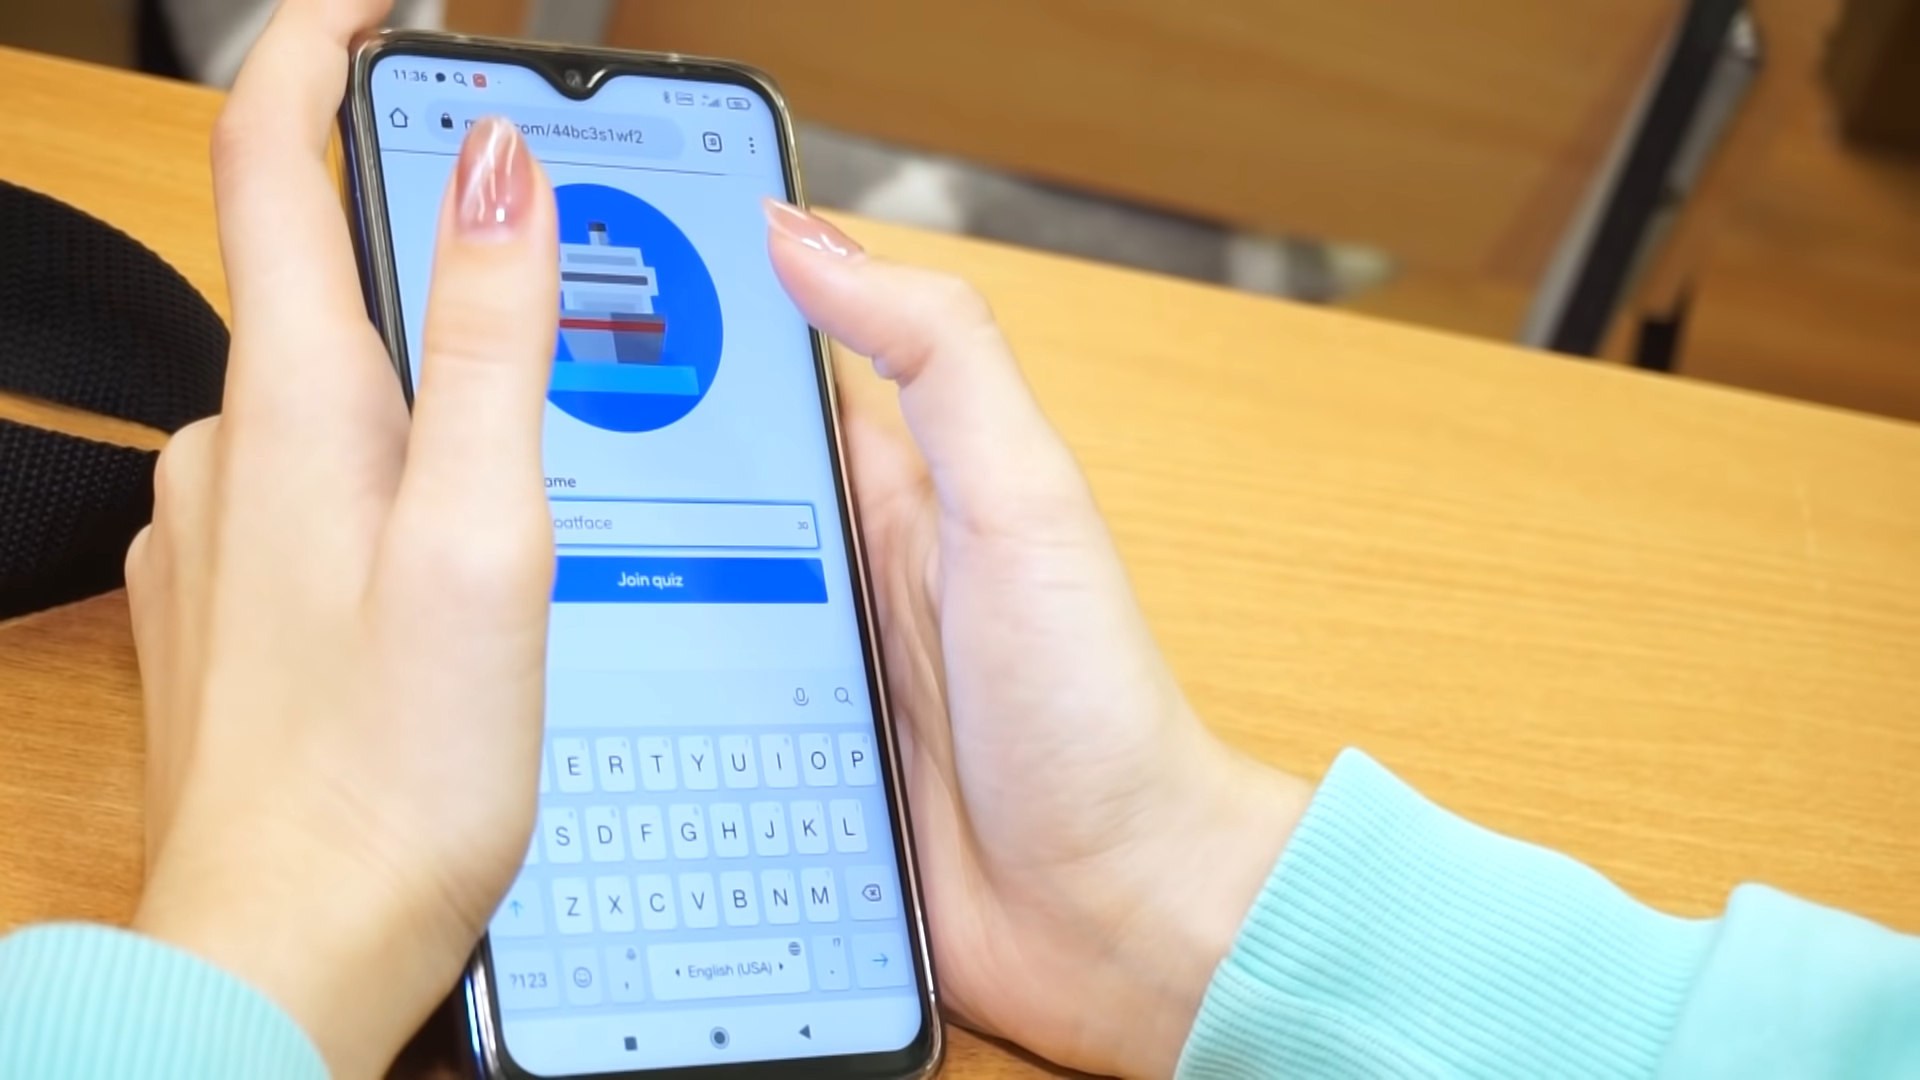 11:36
com/44bc3s1wf2
ame
oatface 30
Join quiz
E R T Y U I O P
S D F G H J K L
Z X C V B N M
?123 , English (USA) .